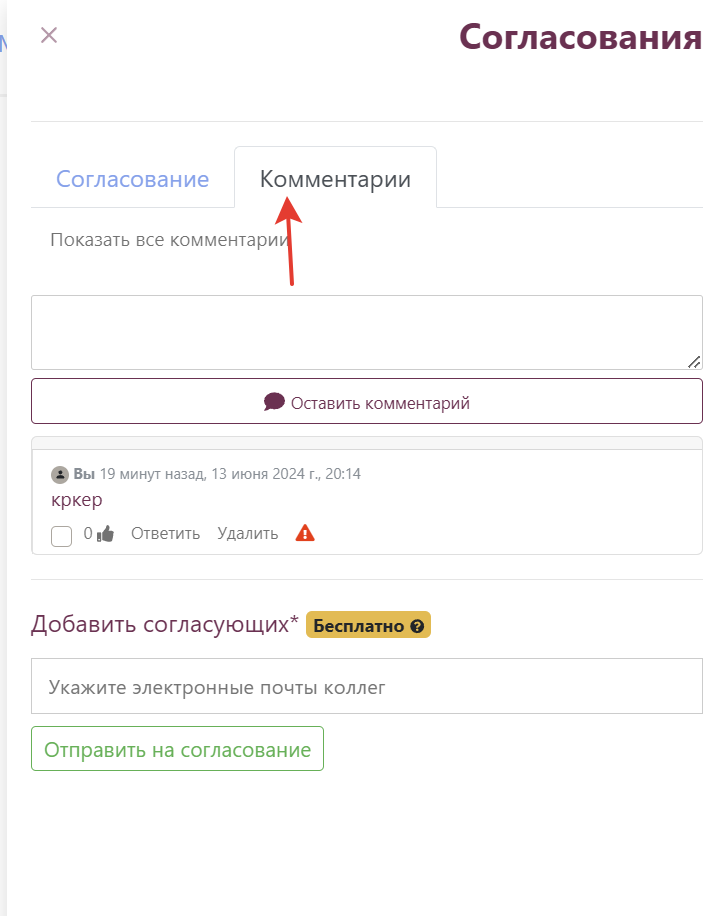 Согласования
Согласование Комментарии
Показать все комментарии
Оставить комментарий
Вы 19 минут назад, 13 июня 2024 г., 20:14
кркер
0 Ответить Удалить
Добавить согласующих* Бесплатно
Укажите электронные почты коллег
Отправить на согласование